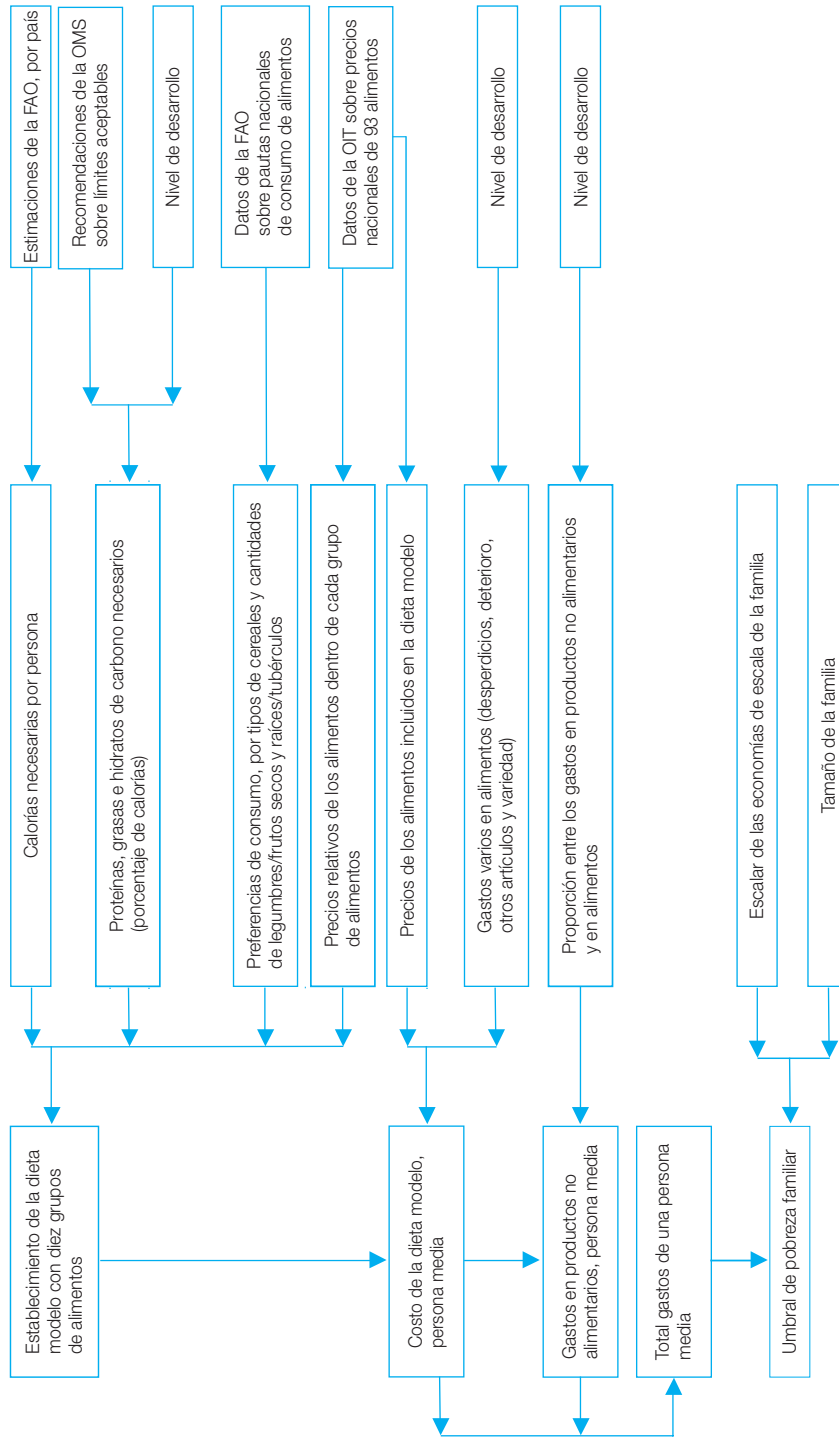 Establecimiento de la dieta
modelo con diez grupos
de alimentos
Costo de la dieta modelo,
persona media
Gastos en productos no
alimentarios, persona media
Total gastos de una persona
media
Umbral de pobreza familiar
Calorías necesarias por persona
Proteínas, grasas e hidratos de carbono necesarios
(porcentaje de calorías)
Preferencias de consumo, por tipos de cereales y cantidades
de legumbres/frutos secos y raíces/tubérculos
Precios relativos de los alimentos dentro de cada grupo
de alimentos
Precios de los alimentos incluidos en la dieta modelo
Gastos varios en alimentos (desperdicios, deterioro,
otros artículos y variedad)
Proporción entre los gastos en productos no alimentarios
y en alimentos
Escalar de las economías de escala de la familia
Tamaño de la familia
Estimaciones de la FAO, por país
Recomendaciones de la OMS
sobre límites aceptables
Nivel de desarrollo
Datos de la FAO
sobre pautas nacionales
de consumo de alimentos
Datos de la OIT sobre precios
nacionales de 93 alimentos
Nivel de desarrollo
Nivel de desarrollo